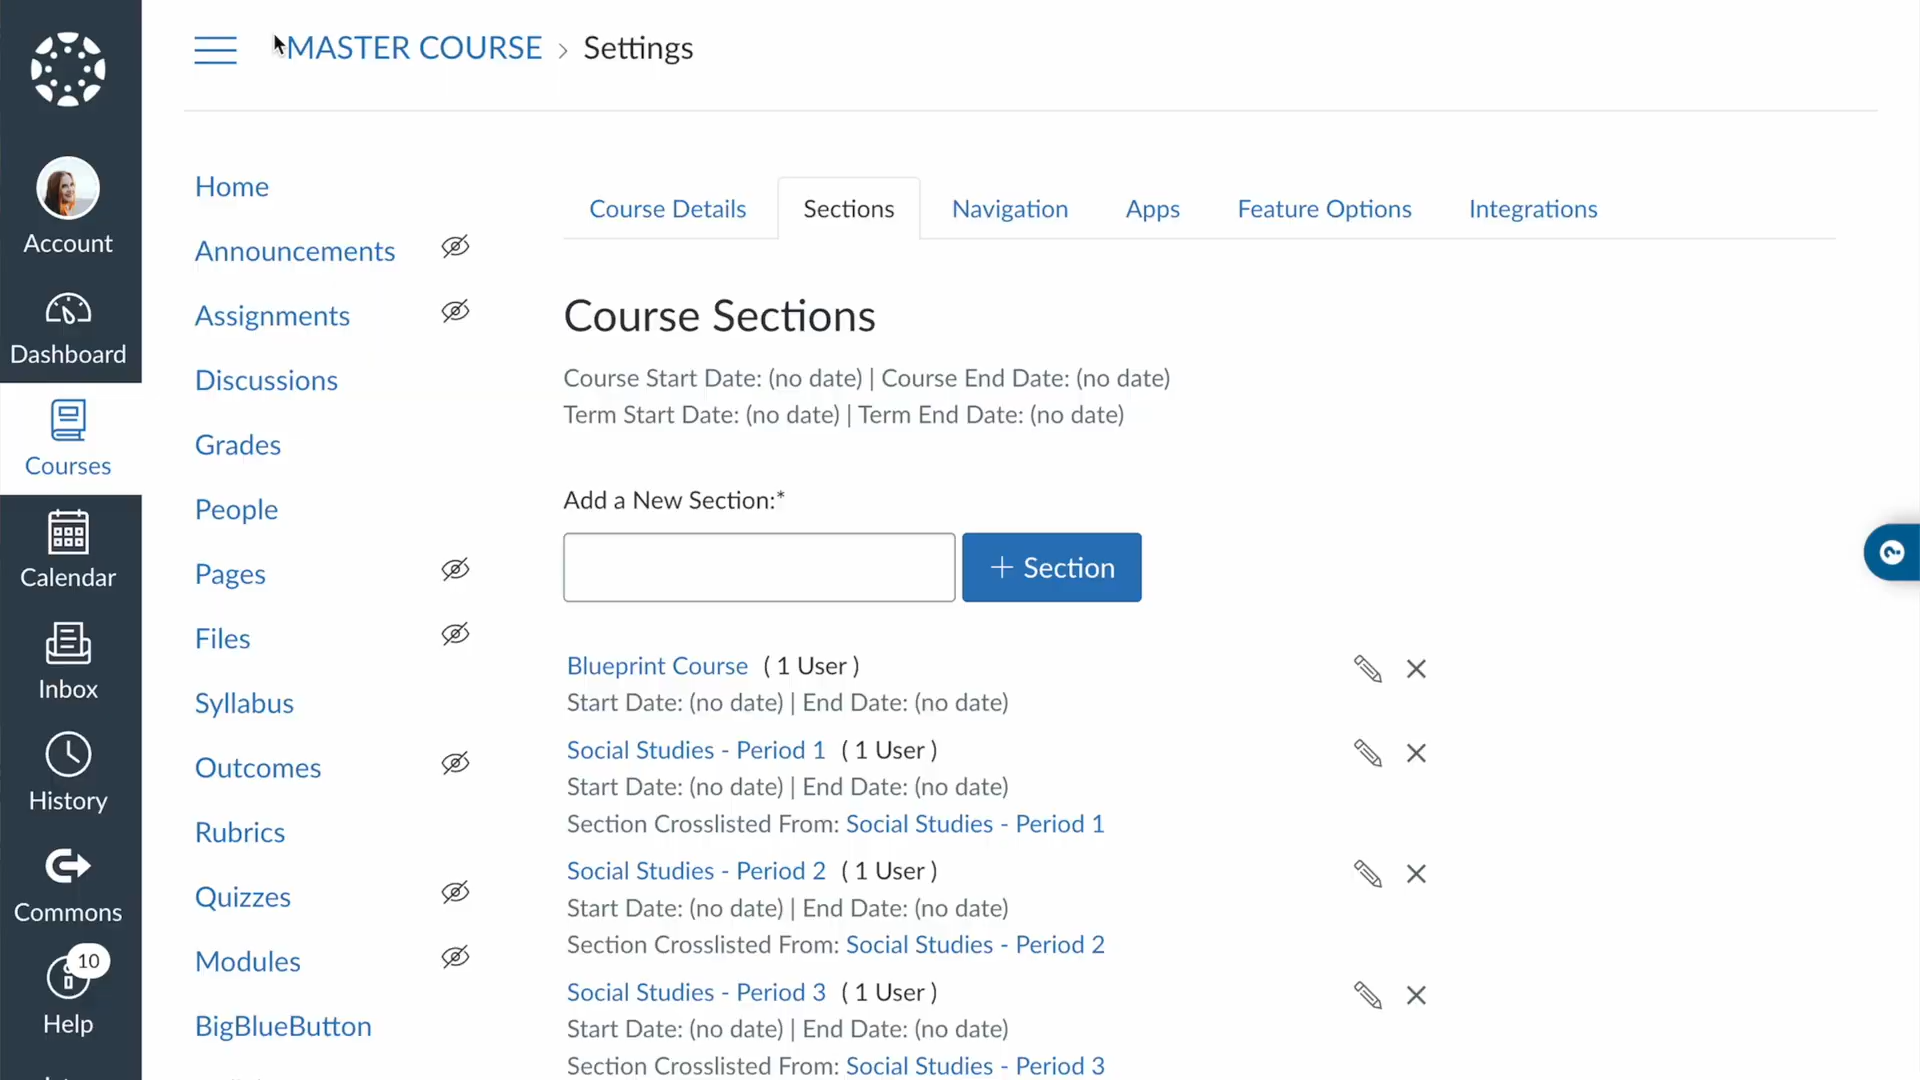 MASTER COURSE › Settings
Account
Dashboard
Courses
Calendar
Inbox
History
Commons
10
Help
Home
Announcements
Assignments
Discussions
Grades
People
Pages
Files
Syllabus
Outcomes
Rubrics
Quizzes
Modules
BigBlueButton
Course Details Sections Navigation Apps Feature Options Integrations
Course Sections
Course Start Date: (no date) | Course End Date: (no date)
Term Start Date: (no date) | Term End Date: (no date)
Add a New Section:*
+ Section
Blueprint Course ( 1 User )
Start Date: (no date) | End Date: (no date)
Social Studies - Period 1 ( 1 User )
Start Date: (no date) | End Date: (no date)
Section Crosslisted From: Social Studies - Period 1
Social Studies - Period 2 ( 1 User )
Start Date: (no date) | End Date: (no date)
Section Crosslisted From: Social Studies - Period 2
Social Studies - Period 3 ( 1 User )
Start Date: (no date) | End Date: (no date)
Section Crosslisted From: Social Studies - Period 3